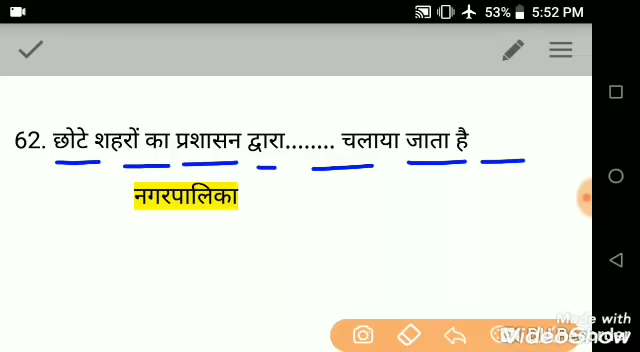 53% 5:52 PM
62. छोटे शहरों का प्रशासन द्वारा........ चलाया जाता है
नगरपालिका
Made with
VideoShow